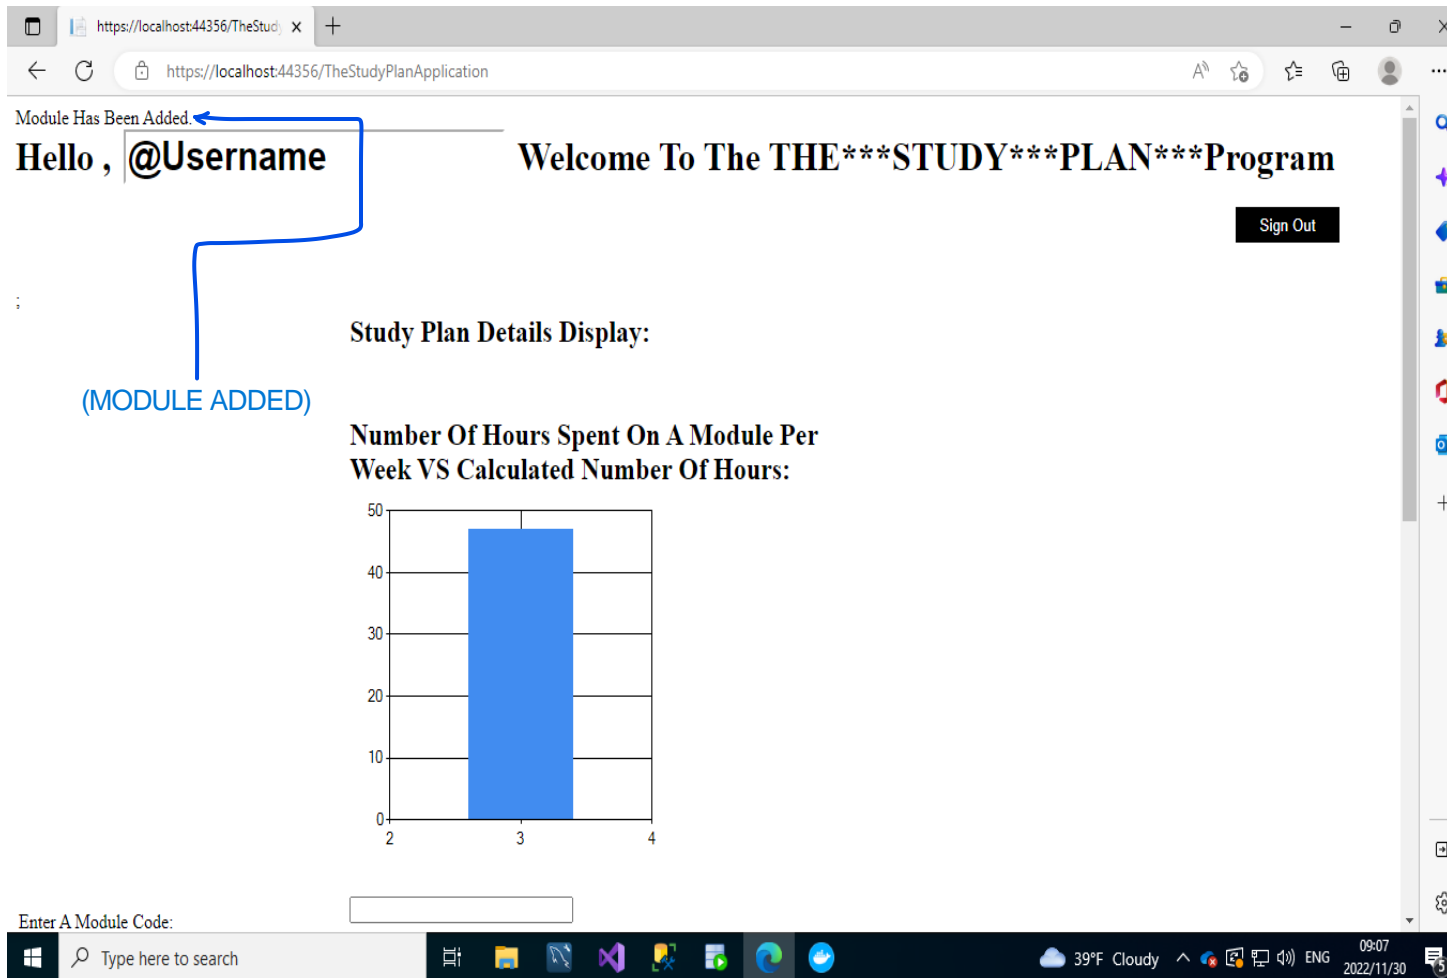 https://localhost:44356/TheStud
https://localhost:44356/TheStudyPlanApplication
Module Has Been Added.
Hello , @Username Welcome To The THE***STUDY***PLAN***Program
Sign Out
;
Study Plan Details Display:
(MODULE ADDED)
Number Of Hours Spent On A Module Per
Week VS Calculated Number Of Hours:
50
40
30
20
10
0
2 3 4
Enter A Module Code:
Type here to search
39°F Cloudy
ENG
09:07
2022/11/30